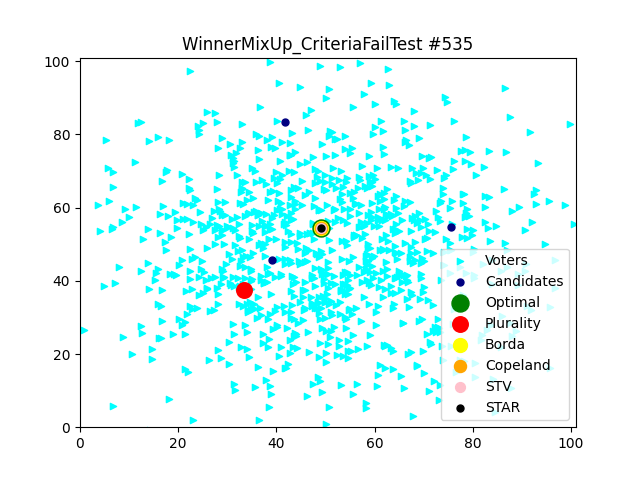 WinnerMixUp_CriteriaFailTest #535
100
80
60
40
20
0
0 20 40 60 80 100
Voters
Candidates
Optimal
Plurality
Borda
Copeland
STV
STAR